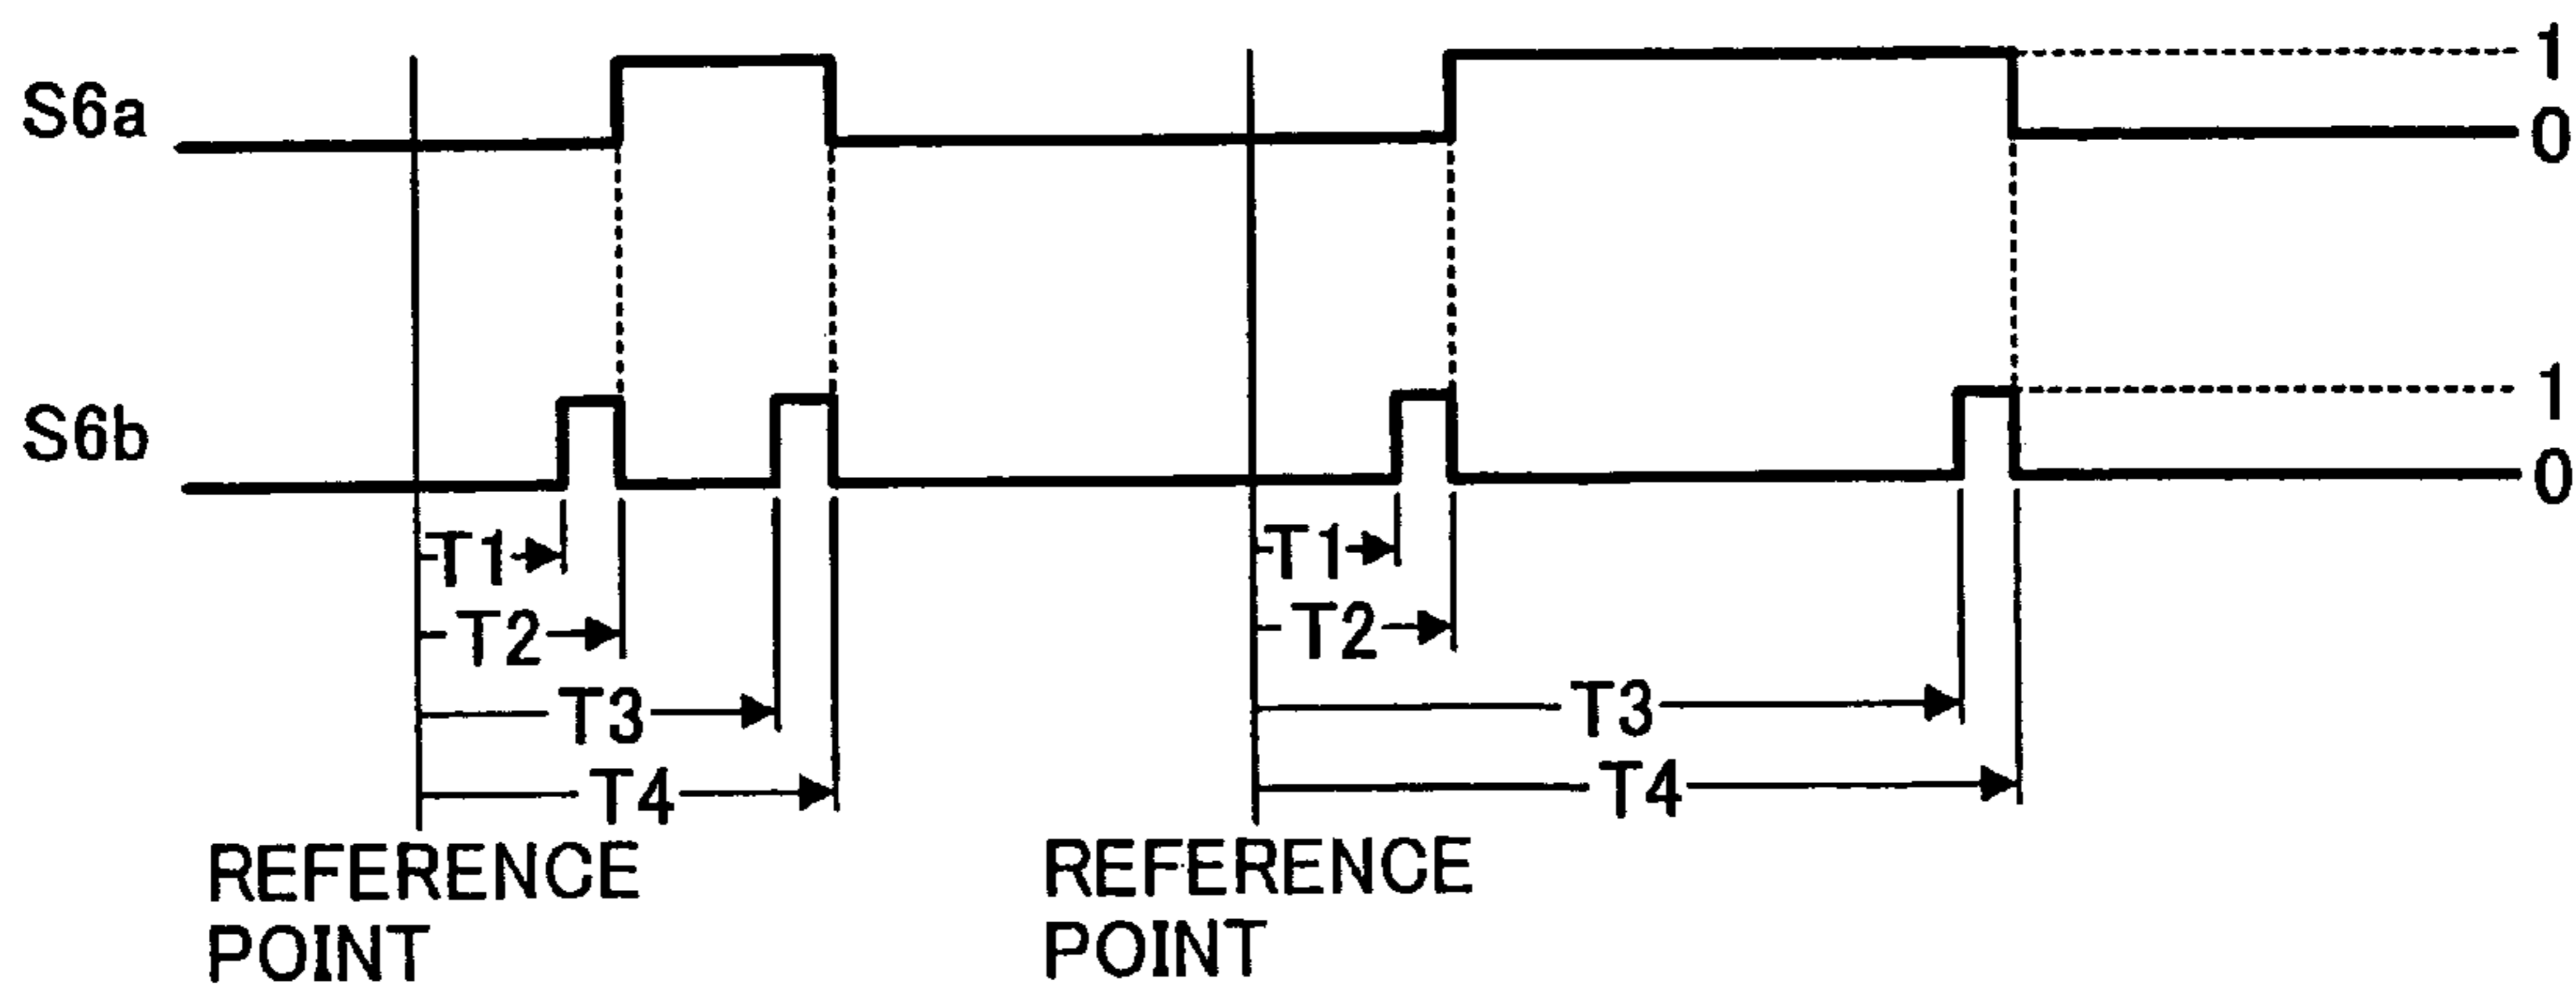 S6a
1
0
S6b
1
0
T1
T1
T2
T2
T3
T3
T4
T4
REFERENCE
POINT
REFERENCE
POINT